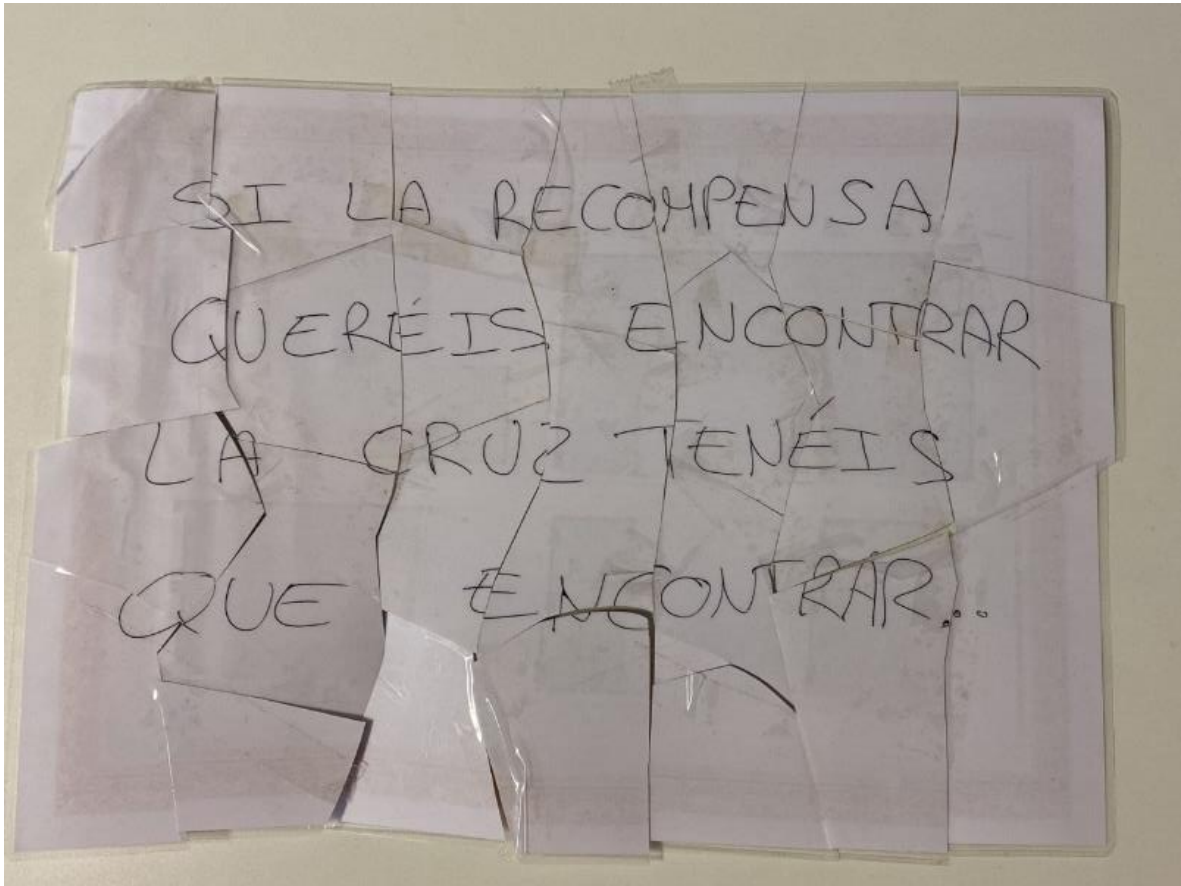 SI LA RECOMPENSA
QUERÉIS ENCONTRAR
LA CRUZ TENÉIS
QUE ENCONTRAR...